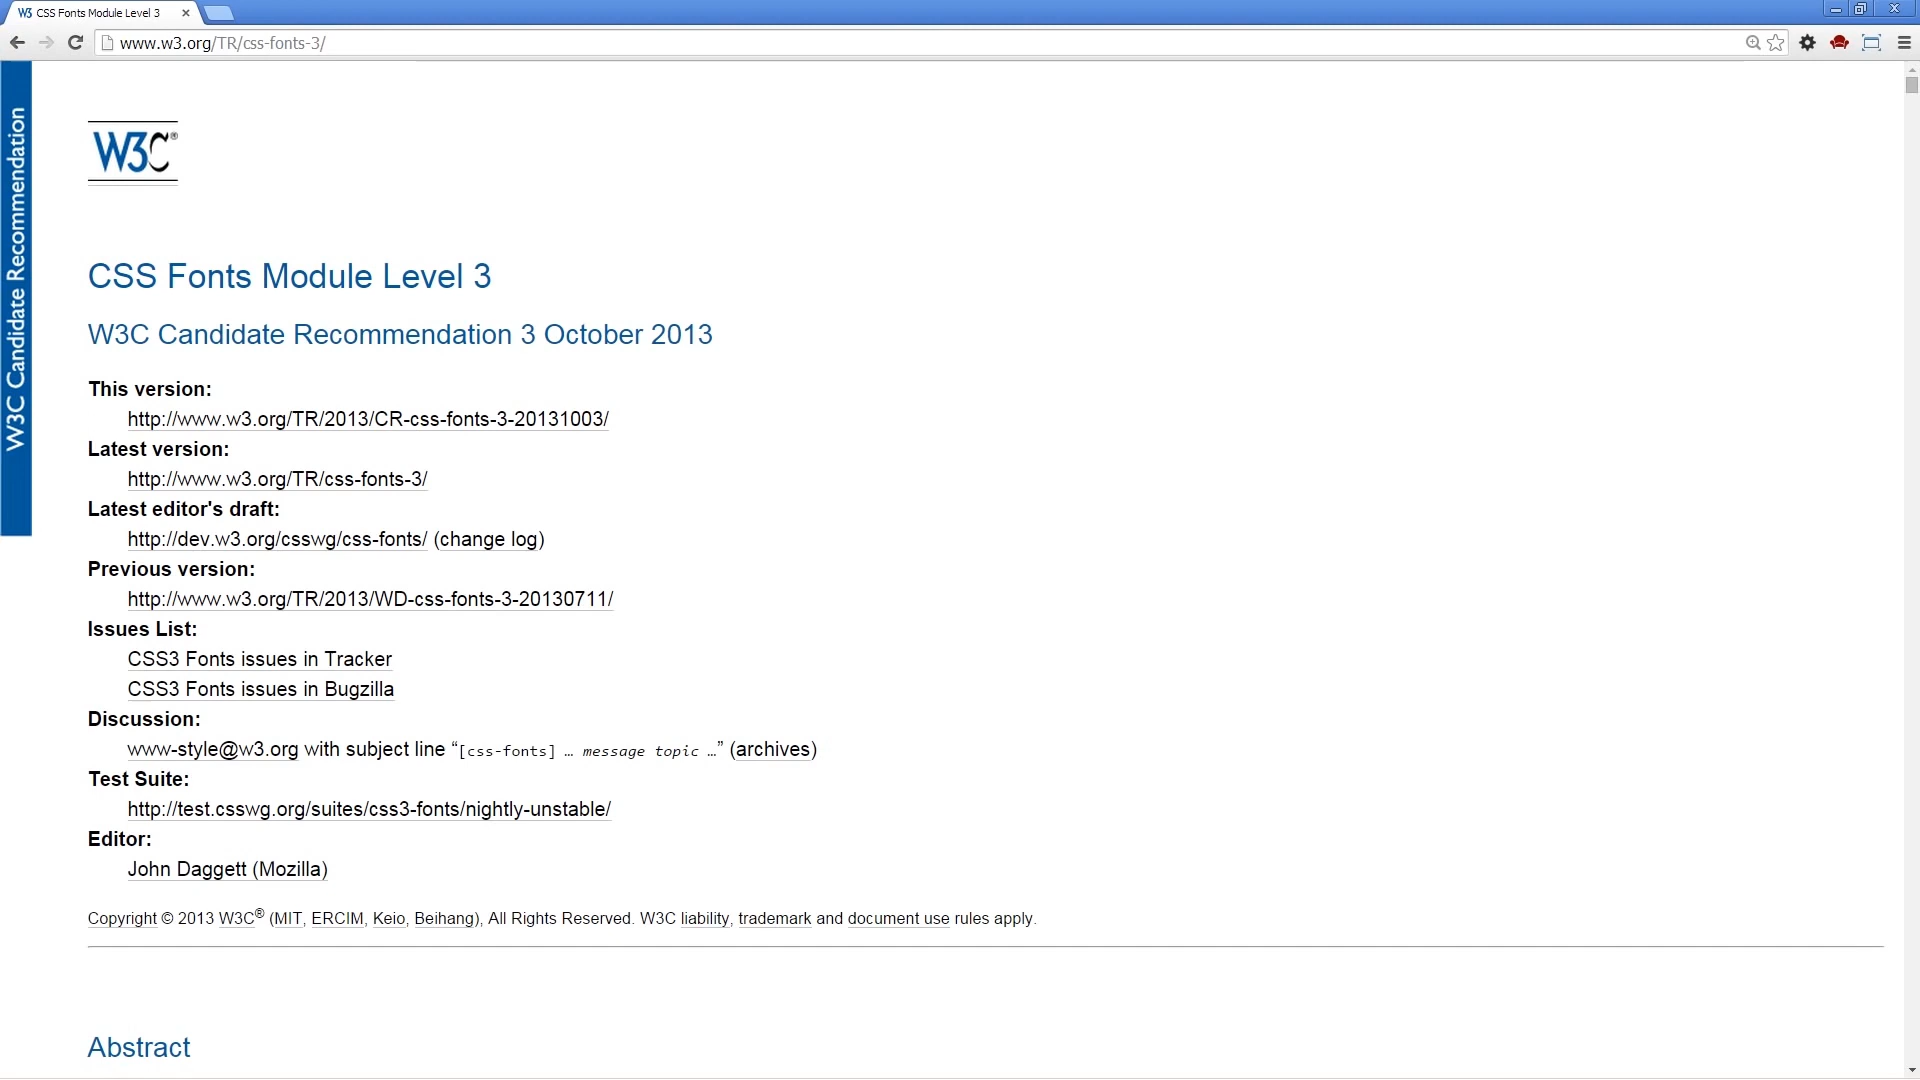 W3 CSS Fonts Module Level 3
www.w3.org/TR/css-fonts-3/
W3C Candidate Recommendation
W3C®
CSS Fonts Module Level 3
W3C Candidate Recommendation 3 October 2013
This version:
http://www.w3.org/TR/2013/CR-css-fonts-3-20131003/
Latest version:
http://www.w3.org/TR/css-fonts-3/
Latest editor's draft:
http://dev.w3.org/csswg/css-fonts/ (change log)
Previous version:
http://www.w3.org/TR/2013/WD-css-fonts-3-20130711/
Issues List:
CSS3 Fonts issues in Tracker
CSS3 Fonts issues in Bugzilla
Discussion:
www-style@w3.org with subject line “[css-fonts] … message topic …” (archives)
Test Suite:
http://test.csswg.org/suites/css3-fonts/nightly-unstable/
Editor:
John Daggett (Mozilla)
Copyright © 2013 W3C® (MIT, ERCIM, Keio, Beihang), All Rights Reserved. W3C liability, trademark and document use rules apply.
Abstract